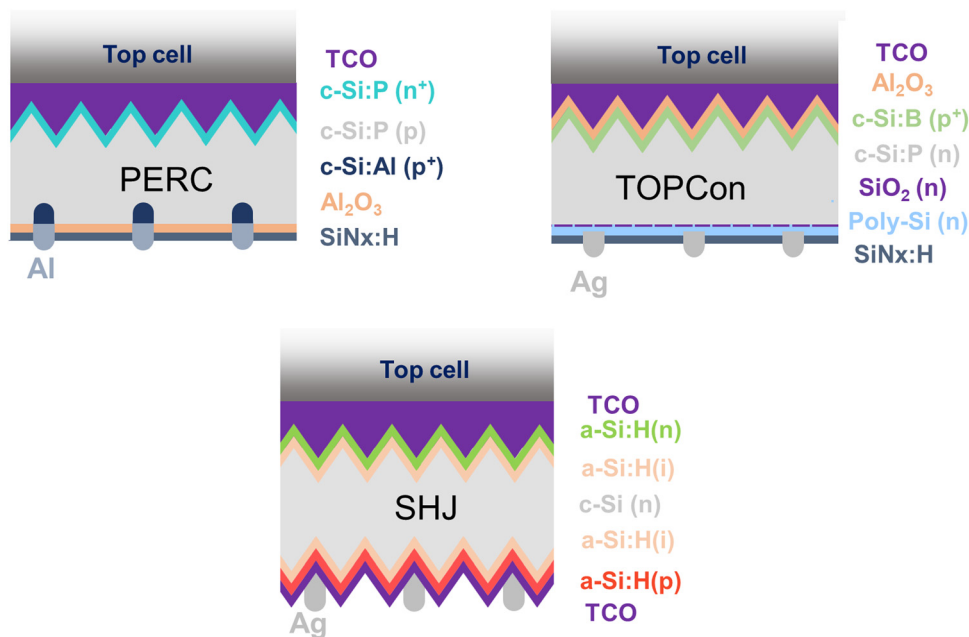 Top cell
TCO
c-Si:P (n⁺)
c-Si:P (p)
PERC
c-Si:Al (p⁺)
Al₂O₃
SiNx:H
Al
Top cell
TCO
Al₂O₃
c-Si:B (p⁺)
c-Si:P (n)
TOPCon
SiO₂ (n)
Poly-Si (n)
SiNx:H
Ag
Top cell
TCO
a-Si:H(n)
a-Si:H(i)
c-Si (n)
SHJ
a-Si:H(i)
a-Si:H(p)
TCO
Ag